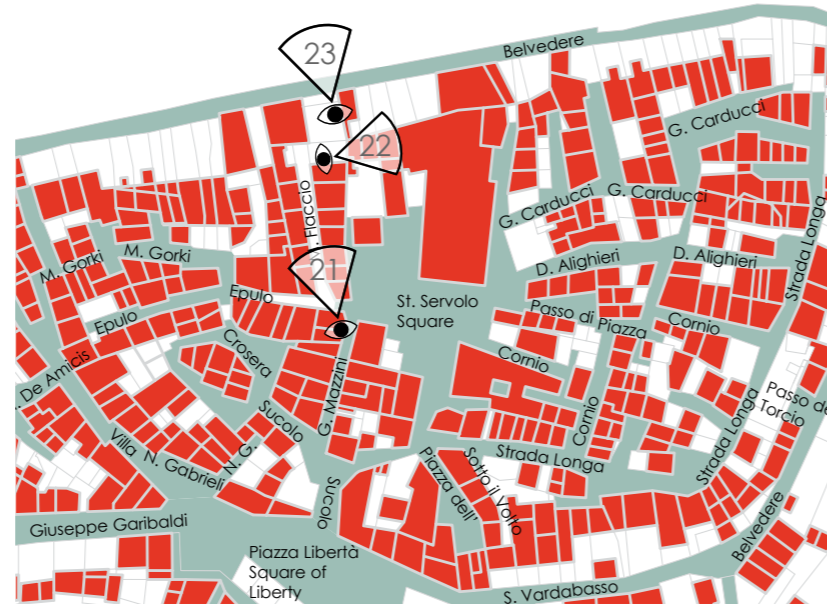 23
Belvedere
G. Carducci
22
G. Carducci
G. Carducci
Flaccio
M. Gorki
M. Gorki
D. Alighieri
D. Alighieri
Strada Longa
21
Epulo
St. Servolo
Square
Passo di Piazza
Cornio
Epulo
Crosera
Cornio
De Amicis
G. Mazzini
Passo de
Torcio
Sucolo
Cornio
Strada Longa
Villa N. Gabrieli
N. G.
Strada Longa
Piazza dell'
Sotto il Volto
Sucolo
Giuseppe Garibaldi
Belvedere
Piazza Libertà
Square of
Liberty
S. Vardabasso